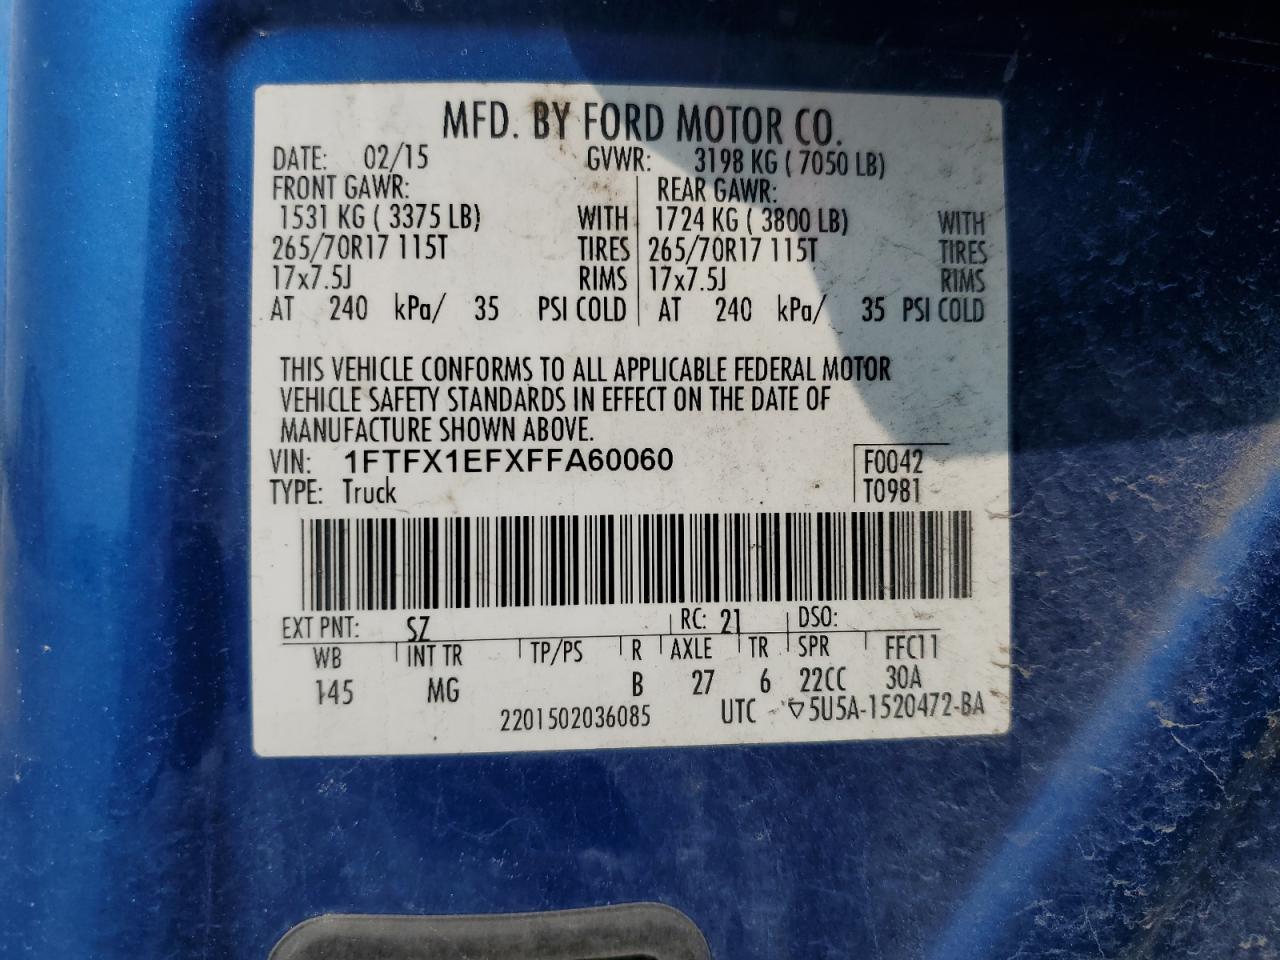 MFD. BY FORD MOTOR CO.
DATE: 02/15 GVWR: 3198 KG ( 7050 LB)
FRONT GAWR: REAR GAWR:
1531 KG ( 3375 LB) WITH 1724 KG ( 3800 LB) WITH
265/70R17 115T TIRES 265/70R17 115T TIRES
17x7.5J RIMS 17x7.5J RIMS
AT 240 kPa/ 35 PSI COLD AT 240 kPa/ 35 PSI COLD
THIS VEHICLE CONFORMS TO ALL APPLICABLE FEDERAL MOTOR
VEHICLE SAFETY STANDARDS IN EFFECT ON THE DATE OF
MANUFACTURE SHOWN ABOVE.
VIN: 1FTFX1EFXFFA60060 F0042
TYPE: Truck T0981
EXT PNT: SZ RC: 21 DSO:
WB INT TR TP/PS R AXLE TR SPR FFC11
145 MG B 27 6 22CC 30A
2201502036085 UTC ▽5U5A-1520472-BA